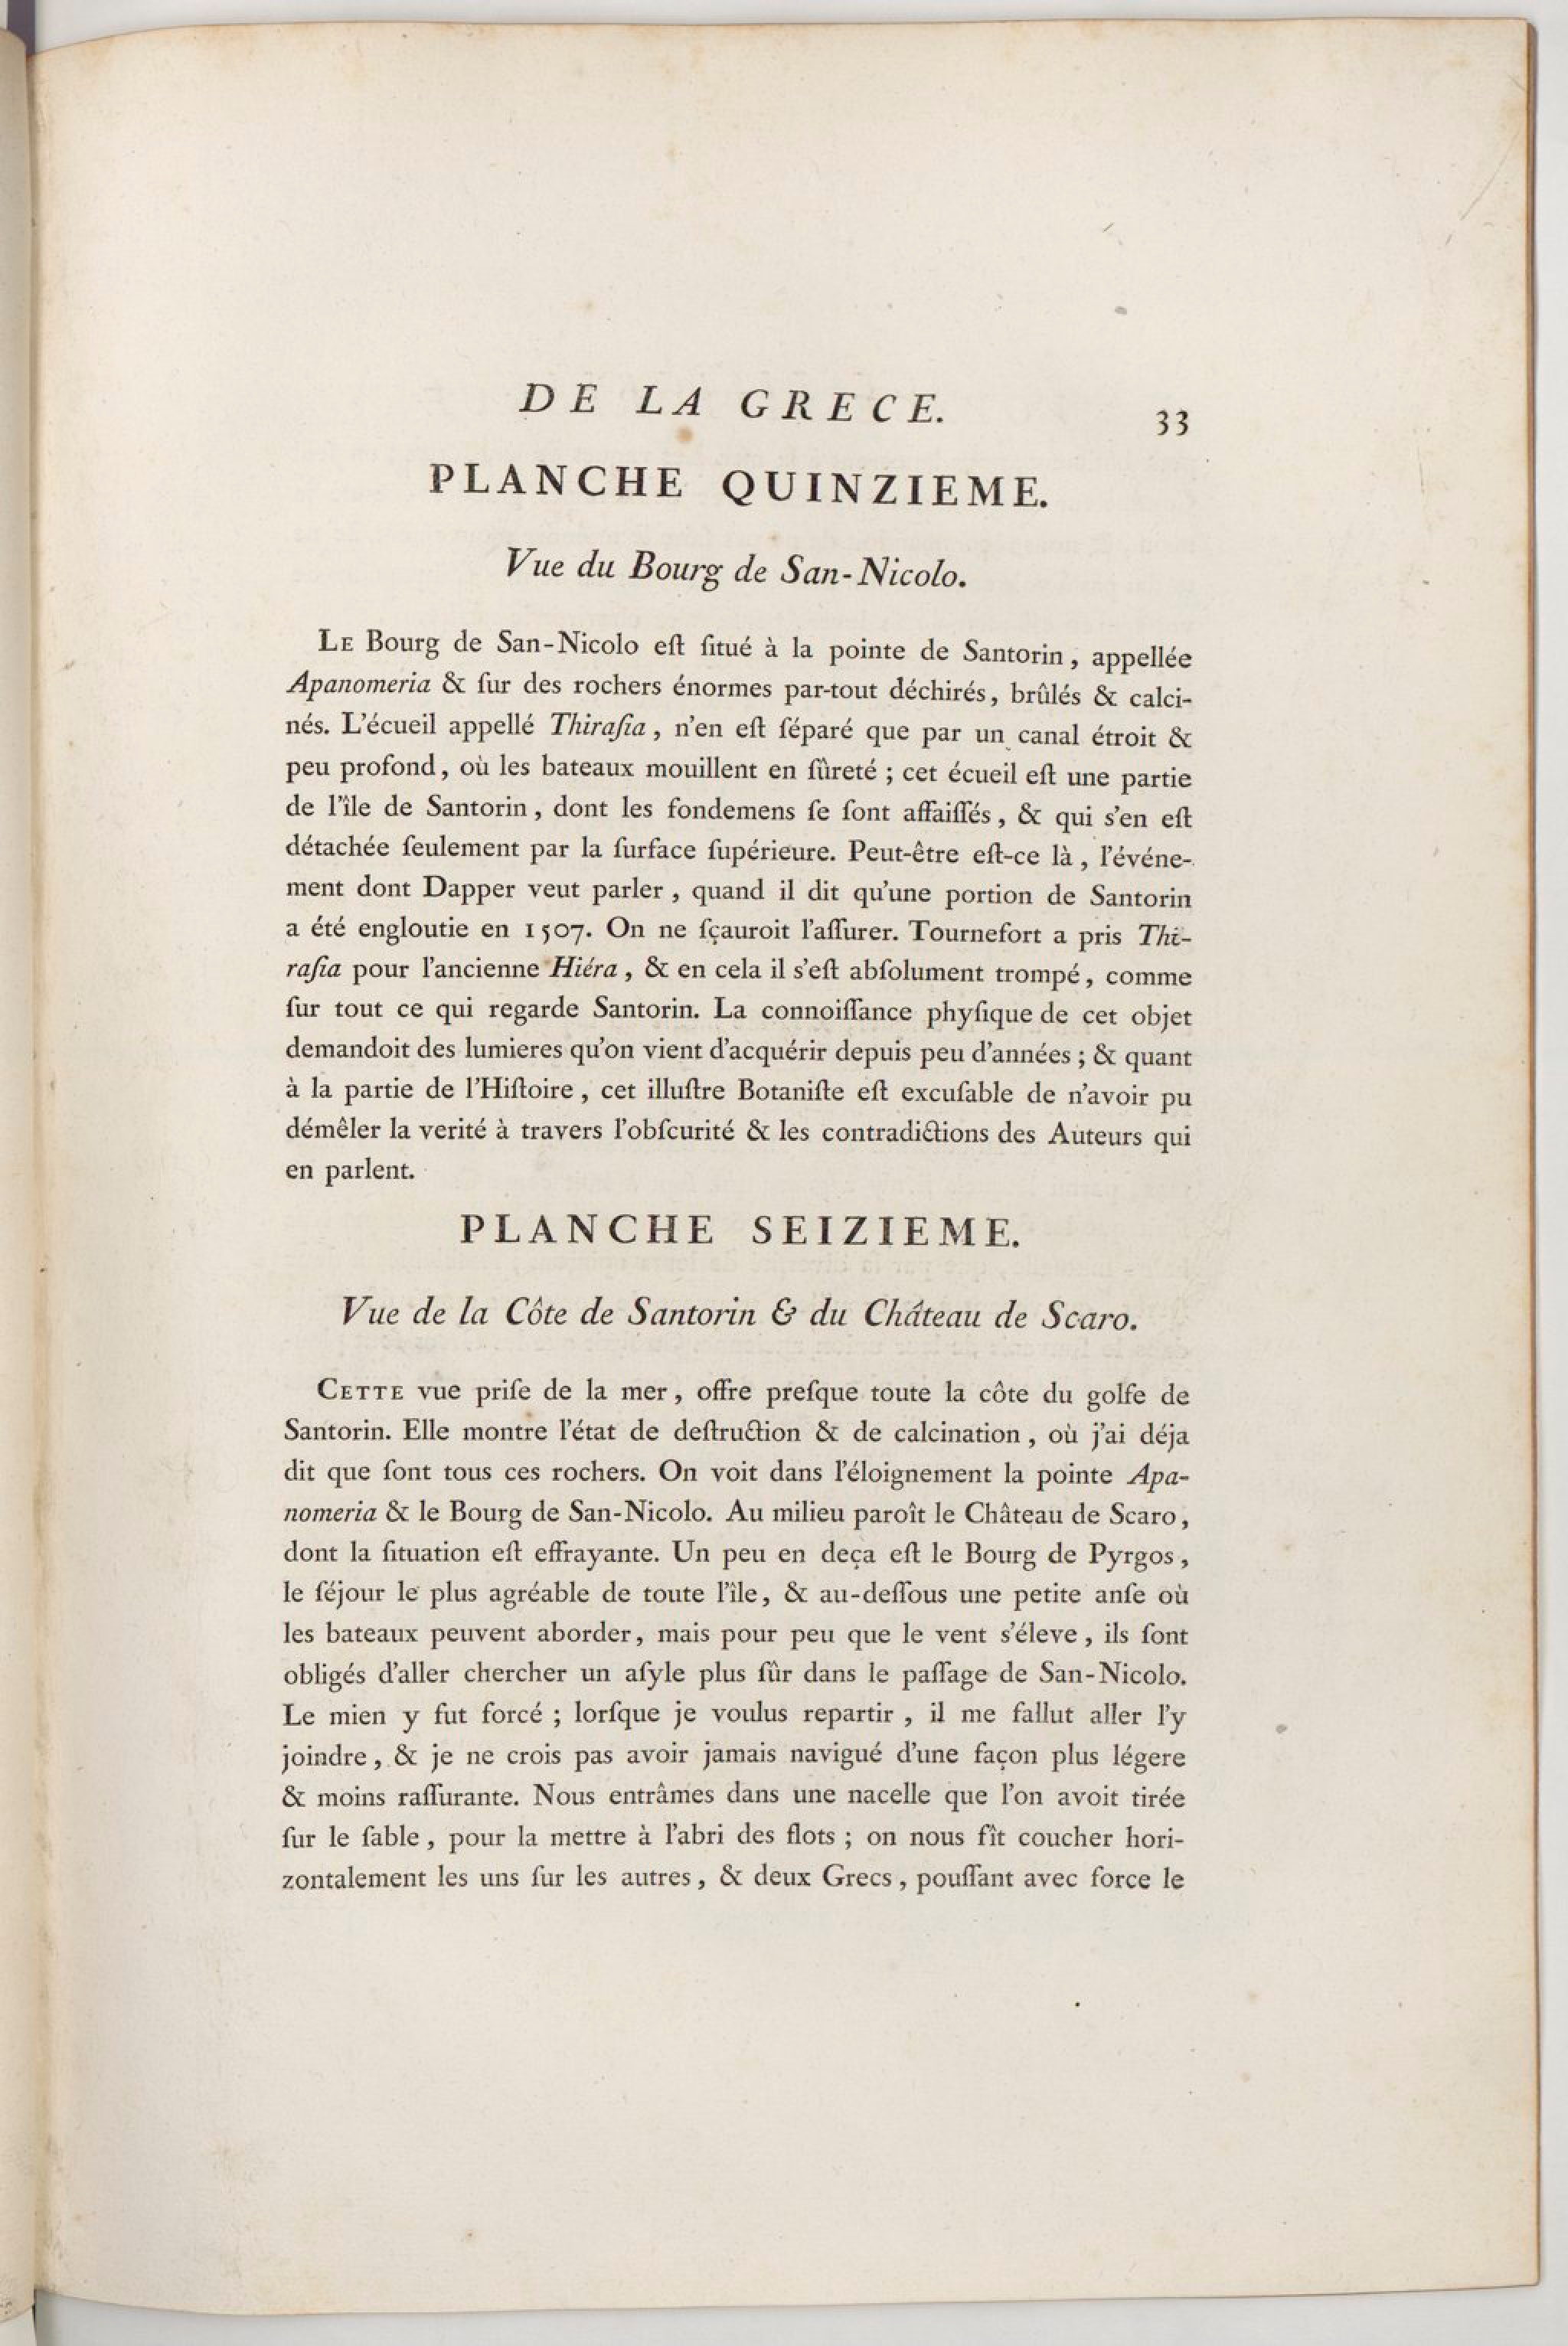 DE LA GRECE.
33
PLANCHE QUINZIEME.
Vue du Bourg de San-Nicolo.
LE Bourg de San-Nicolo eſt ſitué à la pointe de Santorin, appellée
Apanomeria & ſur des rochers énormes par-tout déchirés, brûlés & calci-
nés. L'écueil appellé Thiraſia, n'en eſt ſéparé que par un canal étroit &
peu profond, où les bateaux mouillent en ſûreté ; cet écueil eſt une partie
de l'île de Santorin, dont les fondemens ſe ſont affaiſſés, & qui s'en eſt
détachée ſeulement par la ſurface ſupérieure. Peut-être eſt-ce là, l'événe-
ment dont Dapper veut parler, quand il dit qu'une portion de Santorin
a été engloutie en 1507. On ne ſçauroit l'aſſurer. Tournefort a pris Thi-
raſia pour l'ancienne Hiéra, & en cela il s'eſt abſolument trompé, comme
ſur tout ce qui regarde Santorin. La connoiſſance phyſique de cet objet
demandoit des lumieres qu'on vient d'acquérir depuis peu d'années ; & quant
à la partie de l'Hiſtoire, cet illuſtre Botaniſte eſt excuſable de n'avoir pu
démêler la verité à travers l'obſcurité & les contradictions des Auteurs qui
en parlent.
PLANCHE SEIZIEME.
Vue de la Côte de Santorin & du Château de Scaro.
CETTE vue priſe de la mer, offre preſque toute la côte du golfe de
Santorin. Elle montre l'état de deſtruction & de calcination, où j'ai déja
dit que ſont tous ces rochers. On voit dans l'éloignement la pointe Apa-
nomeria & le Bourg de San-Nicolo. Au milieu paroît le Château de Scaro,
dont la ſituation eſt effrayante. Un peu en deça eſt le Bourg de Pyrgos,
le ſéjour le plus agréable de toute l'île, & au-deſſous une petite anſe où
les bateaux peuvent aborder, mais pour peu que le vent s'éleve, ils ſont
obligés d'aller chercher un aſyle plus ſûr dans le paſſage de San-Nicolo.
Le mien y fut forcé ; lorſque je voulus repartir, il me fallut aller l'y
joindre, & je ne crois pas avoir jamais navigué d'une façon plus légere
& moins raſſurante. Nous entrâmes dans une nacelle que l'on avoit tirée
ſur le ſable, pour la mettre à l'abri des flots ; on nous fît coucher hori-
zontalement les uns ſur les autres, & deux Grecs, pouſſant avec force le